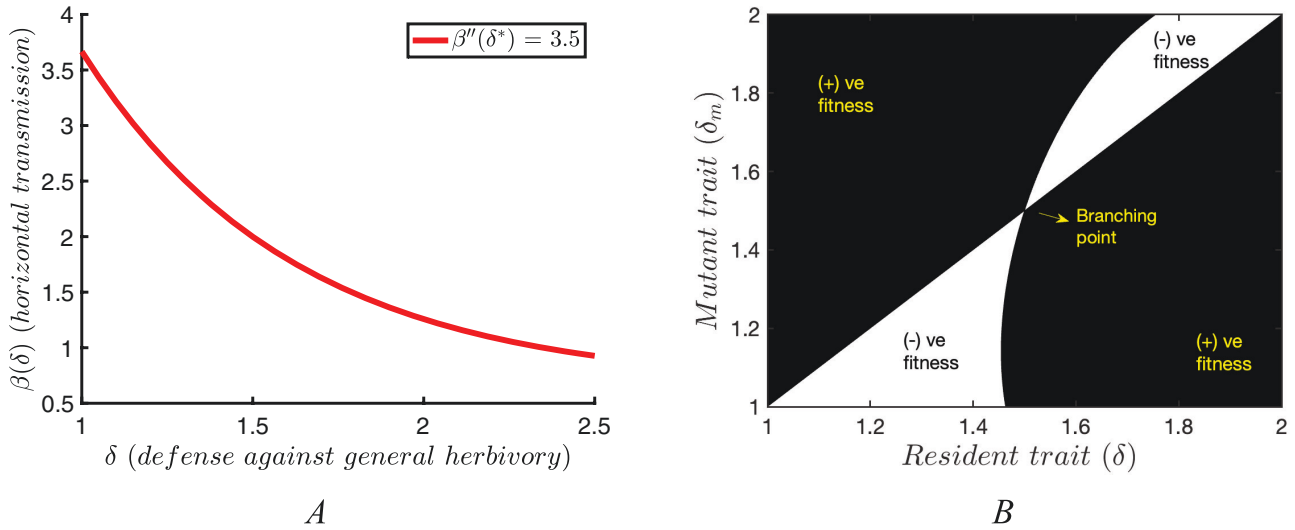 β''(δ*) = 3.5
4
3.5
3
2.5
2
1.5
1
0.5
1
1.5
2
2.5
β(δ) (horizontal transmission)
δ (defense against general herbivory)
A
2
1.8
1.6
1.4
1.2
1
1
1.2
1.4
1.6
1.8
2
Mutant trait (δₘ)
Resident trait (δ)
(+) ve
fitness
(-) ve
fitness
Branching
point
(-) ve
fitness
(+) ve
fitness
B